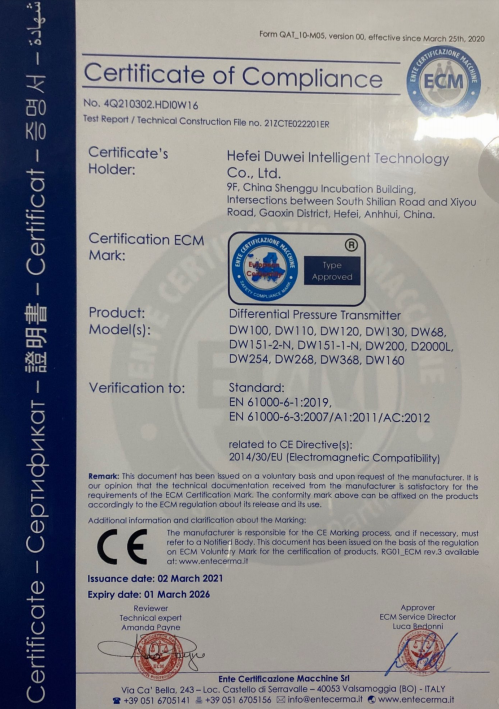 Form QAT_10-M05, version 00, effective since March 25th, 2020
Certificate of Compliance
ENTE CERTIFICAZIONE MACCHINE
ECM
No. 4Q210302.HDI0W16
Test Report / Technical Construction File no. 21ZCTE022201ER
Certificate's
Holder:
Hefei Duwei Intelligent Technology
Co., Ltd.
9F, China Shenggu Incubation Building,
Intersections between South Shilian Road and Xiyou
Road, Gaoxin District, Hefei, Anhhui, China.
Certification ECM
Mark:
ENTE CERTIFICAZIONE MACCHINE
SAFETY COMPLIANCE MARK
®
Type
Approved
Product:
Differential Pressure Transmitter
Model(s):
DW100, DW110, DW120, DW130, DW68,
DW151-2-N, DW151-1-N, DW200, D2000L,
DW254, DW268, DW368, DW160
Verification to:
Standard:
EN 61000-6-1:2019,
EN 61000-6-3:2007/A1:2011/AC:2012
related to CE Directive(s):
2014/30/EU (Electromagnetic Compatibility)
Remark: This document has been issued on a voluntary basis and upon request of the manufacturer. It is
our opinion that the technical documentation received from the manufacturer is satisfactory for the
requirements of the ECM Certification Mark. The conformity mark above can be affixed on the products
accordingly to the ECM regulation about its release and its use.
Additional information and clarification about the Marking:
CE
The manufacturer is responsible for the CE Marking process, and if necessary, must
refer to a Notified Body. This document has been issued on the basis of the regulation
on ECM Voluntary Mark for the certification of products. RG01_ECM rev.3 available
at: www.entecerma.it
Issuance date: 02 March 2021
Expiry date: 01 March 2026
Reviewer
Technical expert
Amanda Payne
Approver
ECM Service Director
Luca Bedonni
Ente Certificazione Macchine Srl
Via Ca' Bella, 243 – Loc. Castello di Serravalle – 40053 Valsamoggia (BO) - ITALY
+39 051 6705141 +39 051 6705156 info@entecerma.it www.entecerma.it
Certificate – Сертификат – 證明書 – Certificat – 증명서 – شهادة